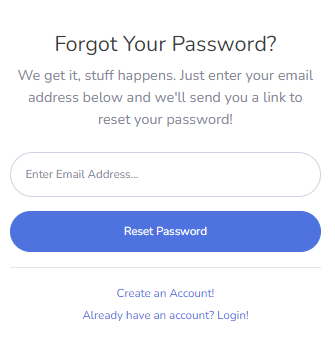 Forgot Your Password?
We get it, stuff happens. Just enter your email
address below and we'll send you a link to
reset your password!
Enter Email Address...
Reset Password
Create an Account!
Already have an account? Login!